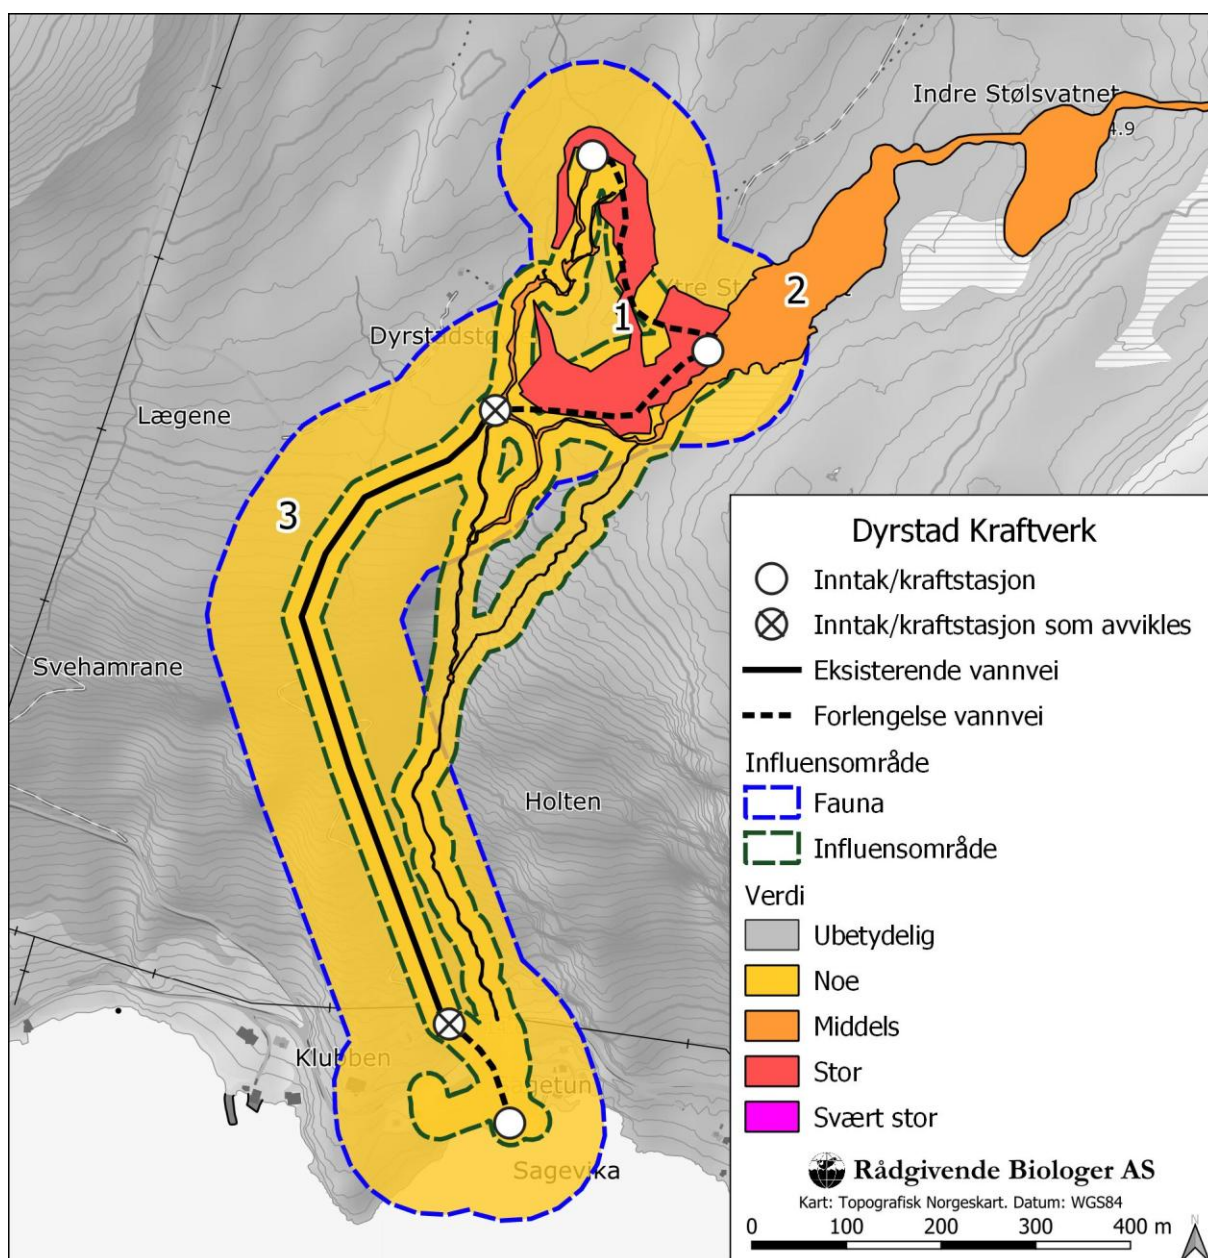 Indre Stølsvatnet
4.9
2
1
Dyrstadstø
Lægene
3
Svehamrane
Holten
Klubben
Sagevika
Dyrstad Kraftverk
Inntak/kraftstasjon
Inntak/kraftstasjon som avvikles
Eksisterende vannvei
Forlengelse vannvei
Influensområde
Fauna
Influensområde
Verdi
Ubetydelig
Noe
Middels
Stor
Svært stor
Rådgivende Biologer AS
Kart: Topografisk Norgeskart. Datum: WGS84
0 100 200 300 400 m
N